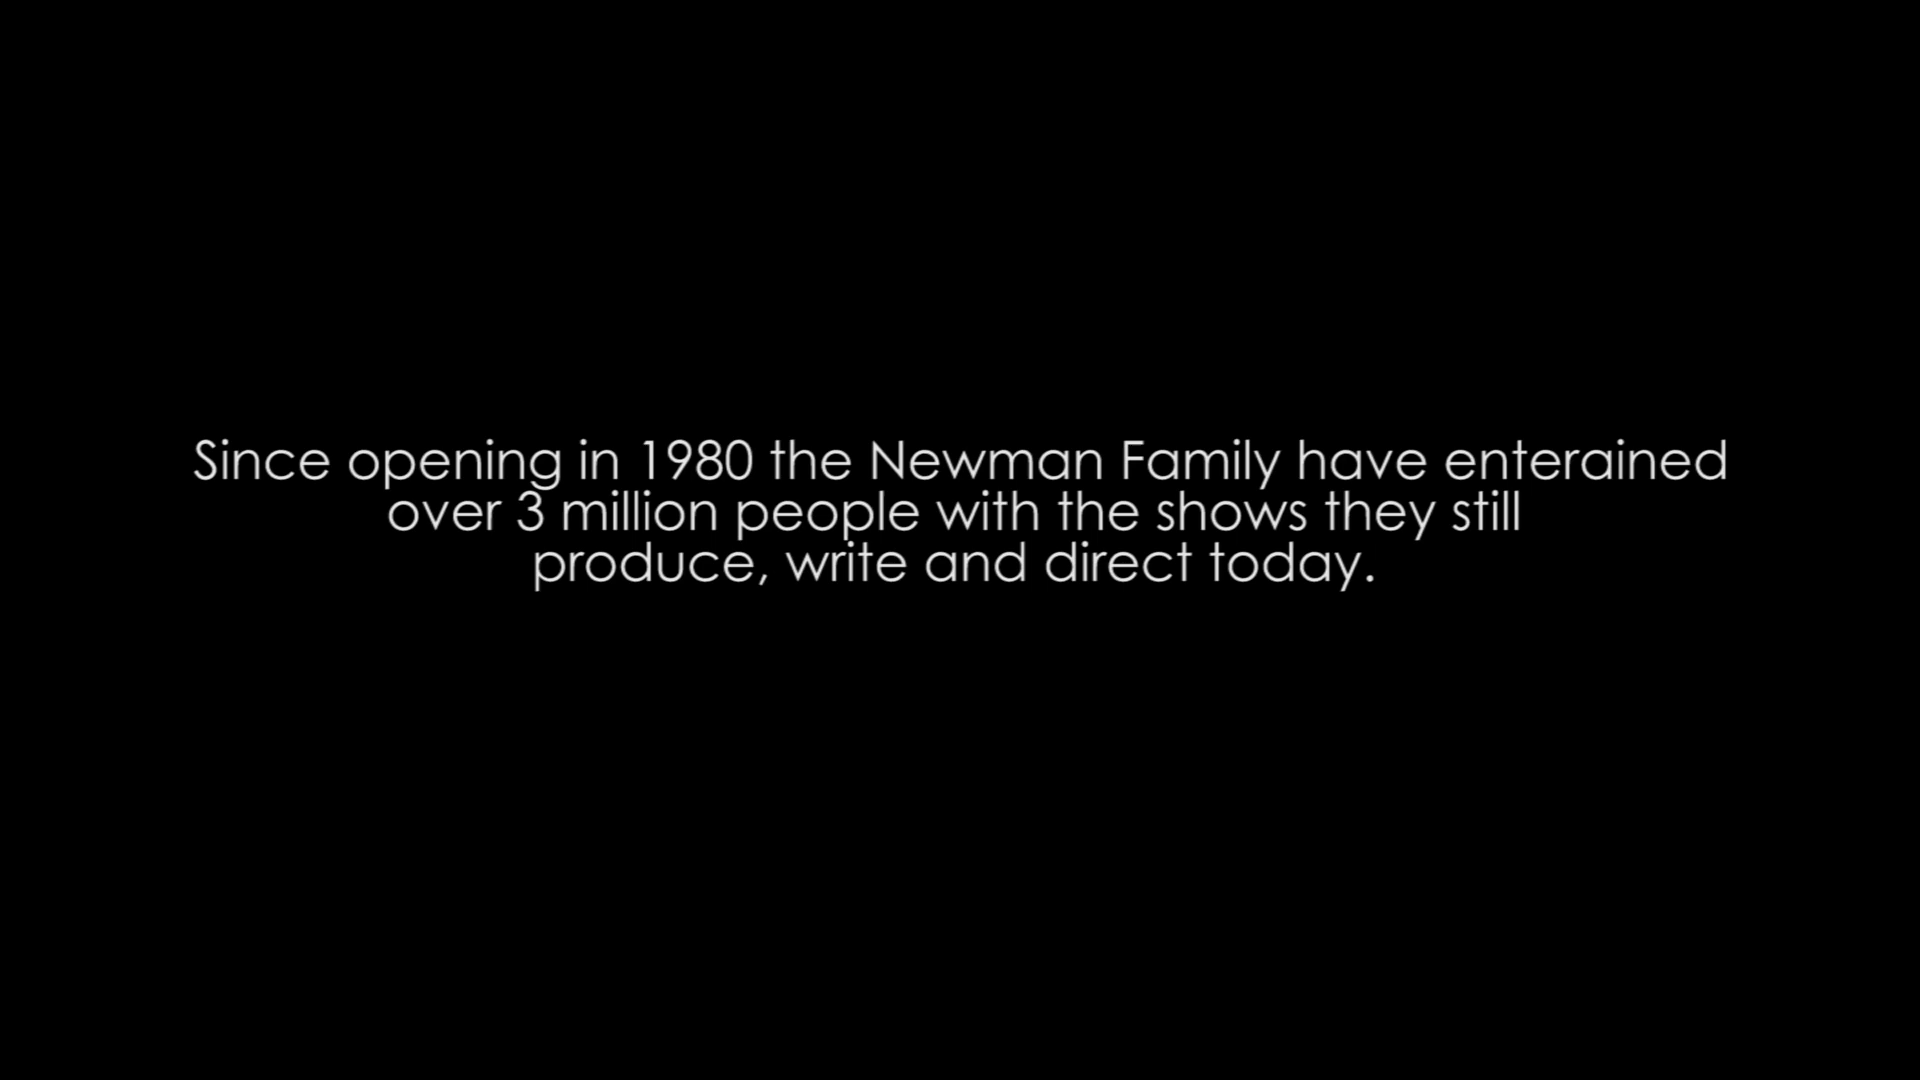 Since opening in 1980 the Newman Family have enterained
over 3 million people with the shows they still
produce, write and direct today.